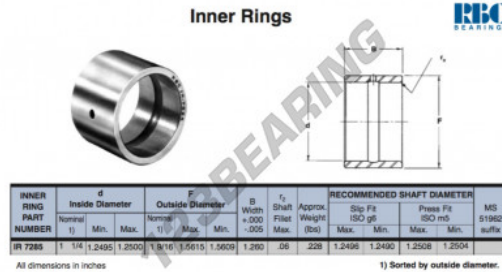 Inner Rings
RBC
BEARINGS
B
r₂
d
F
INNER RING PART NUMBER
d Inside Diameter
F Outside Diameter
B Width +.000 -.005
r₂ Shaft Fillet Max.
Approx. Weight (lbs)
RECOMMENDED SHAFT DIAMETER
Slip Fit ISO g6
Press Fit ISO m5
MS 51962 suffix
Nominal 1) Min. Max. Nominal 1) Max. Min. Max. Min. Max. Min.
IR 7285 1 1/4 1.2495 1.2500 1 9/16 1.5615 1.5609 1.260 .06 .228 1.2496 1.2490 1.2508 1.2504
All dimensions in inches
1) Sorted by outside diameter.
123BEARING